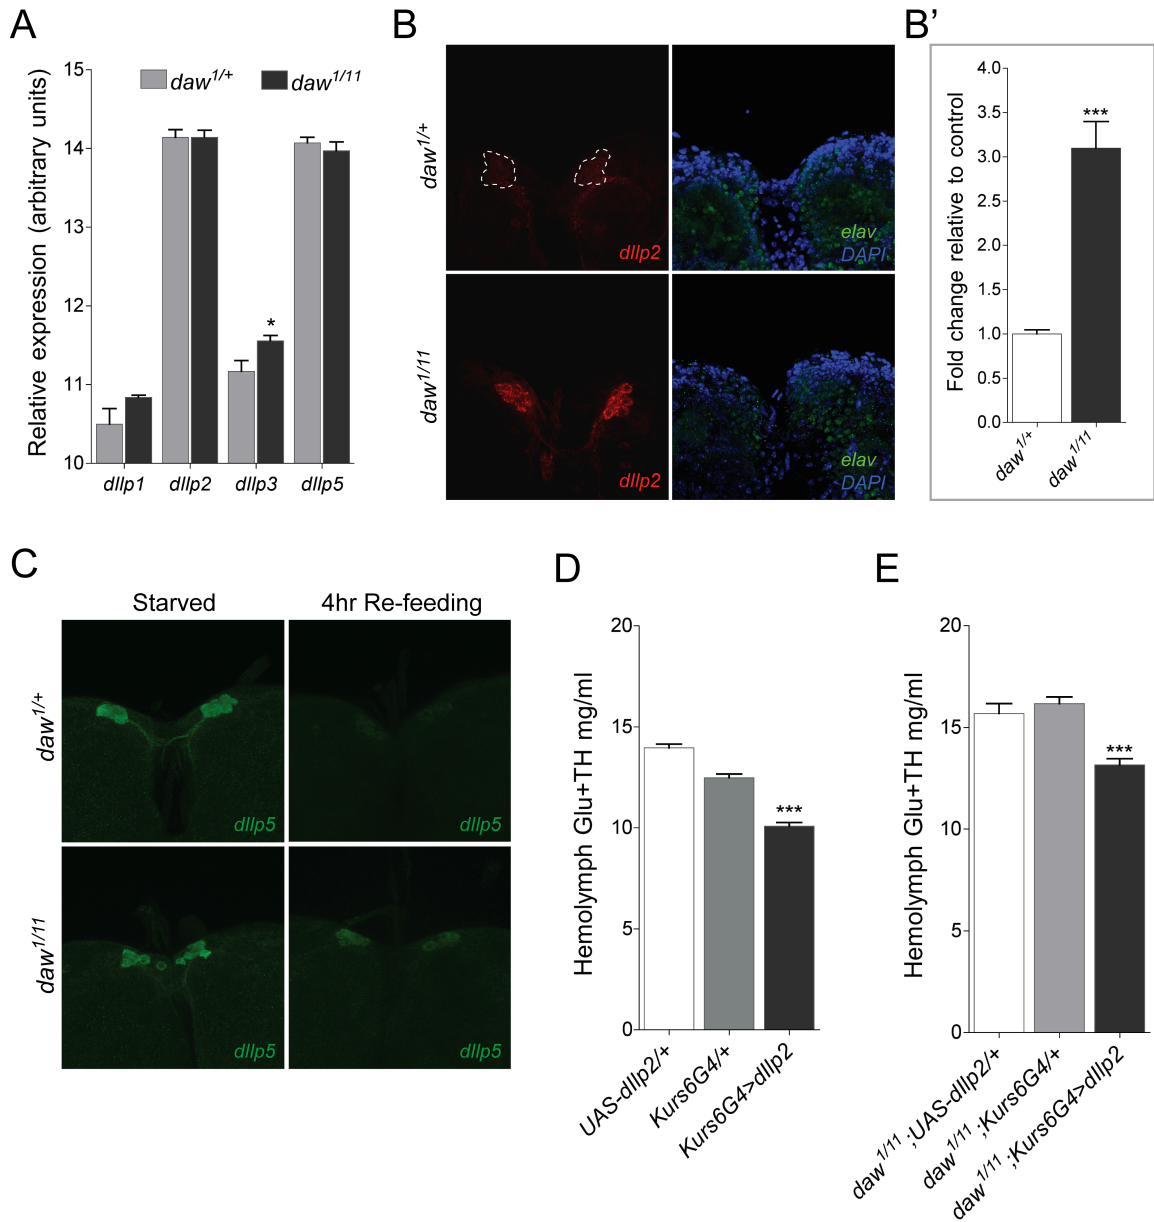 A
Relative expression (arbitrary units)
15
14
13
12
11
10
daw1/+
daw1/11
*
dIlp1
dIlp2
dIlp3
dIlp5
B
daw1/+
dIlp2
elav
DAPI
daw1/11
dIlp2
elav
DAPI
B’
Fold change relative to control
4.0
3.5
3.0
2.5
2.0
1.5
1.0
0.5
0.0
***
daw1/+
daw1/11
C
Starved
4hr Re-feeding
daw1/+
dIlp5
dIlp5
daw1/11
dIlp5
dIlp5
D
Hemolymph Glu+TH mg/ml
20
15
10
5
0
***
UAS-dIlp2/+
Kurs6G4/+
Kurs6G4>dIlp2
E
Hemolymph Glu+TH mg/ml
20
15
10
5
0
***
daw1/11 ;UAS-dIlp2/+
daw1/11 ;Kurs6G4/+
daw1/11 ;Kurs6G4>dIlp2